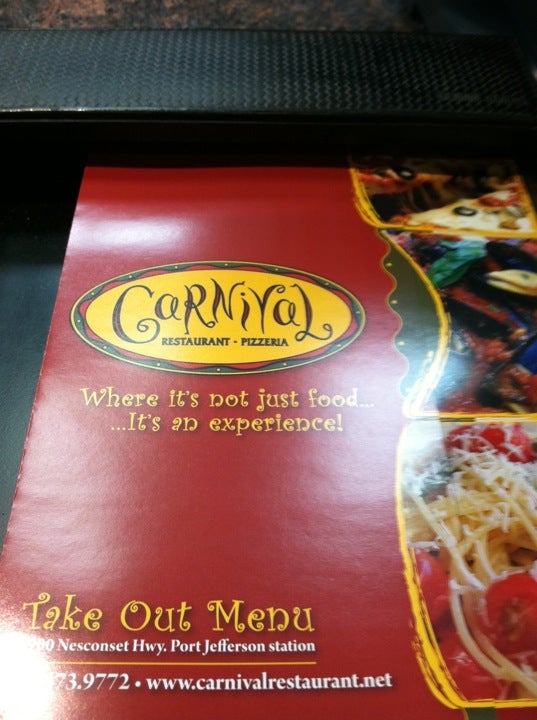 CaRNiVaL
RESTAURANT - PIZZERIA
Where it's not just food...
...It's an experience!
Take Out Menu
00 Nesconset Hwy. Port Jefferson station
73.9772 • www.carnivalrestaurant.net